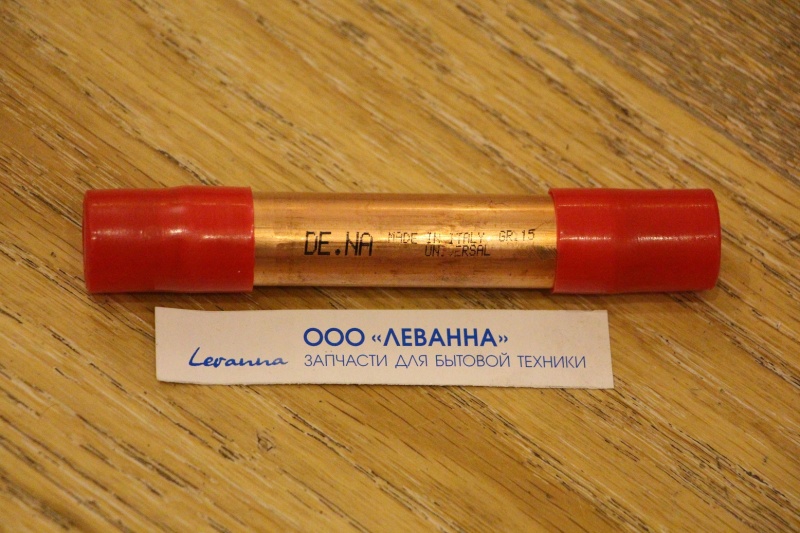 DE.NA MADE IN ITALY GR.15
UNIVERSAL
ООО «ЛЕВАННА»
Levanna ЗАПЧАСТИ ДЛЯ БЫТОВОЙ ТЕХНИКИ